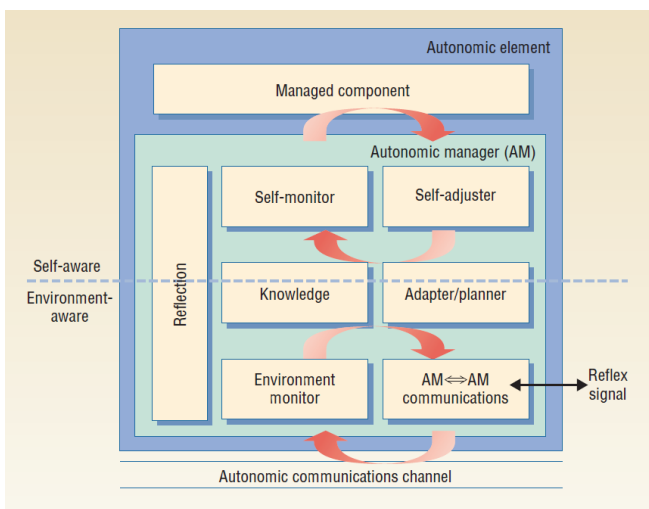 Autonomic element
Managed component
Autonomic manager (AM)
Self-monitor
Self-adjuster
Reflection
Self-aware
Environment-
aware
Knowledge
Adapter/planner
Environment
monitor
AM⇔AM
communications
Reflex
signal
Autonomic communications channel